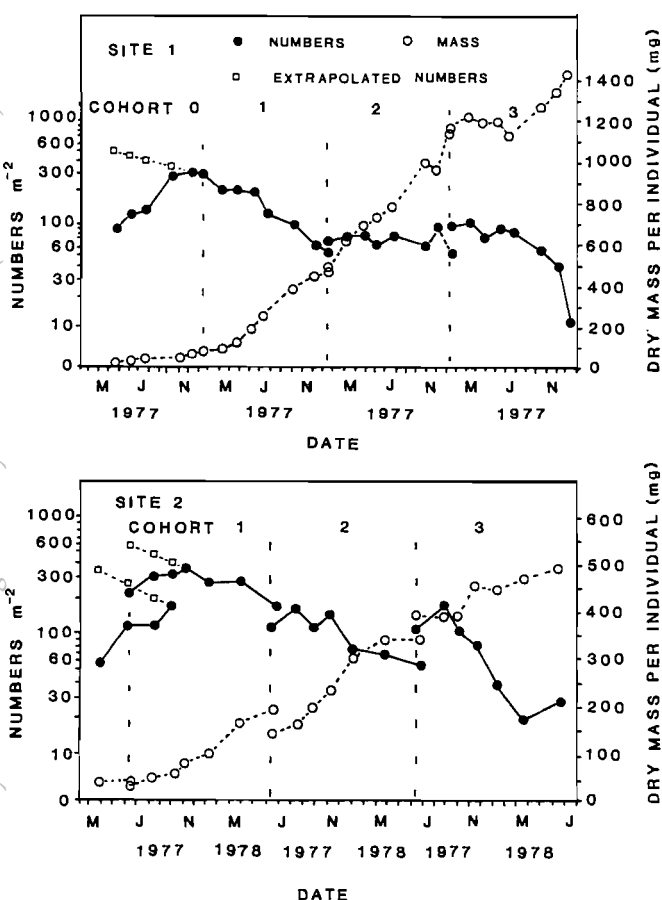 SITE 1 ● NUMBERS ○ MASS
□ EXTRAPOLATED NUMBERS
COHORT 0 1 2 3
NUMBERS m⁻²
1000
600
300
100
60
30
10
0
1400
1200
1000
800
600
400
200
0
DRY MASS PER INDIVIDUAL (mg)
M J N M J N M J N M J N
1977 1977 1977 1977
DATE
SITE 2
COHORT 1 2 3
NUMBERS m⁻²
1000
600
300
100
60
30
10
0
600
500
400
300
200
100
0
DRY MASS PER INDIVIDUAL (mg)
M J N M J N M J N M J
1977 1978 1977 1978 1977 1978
DATE